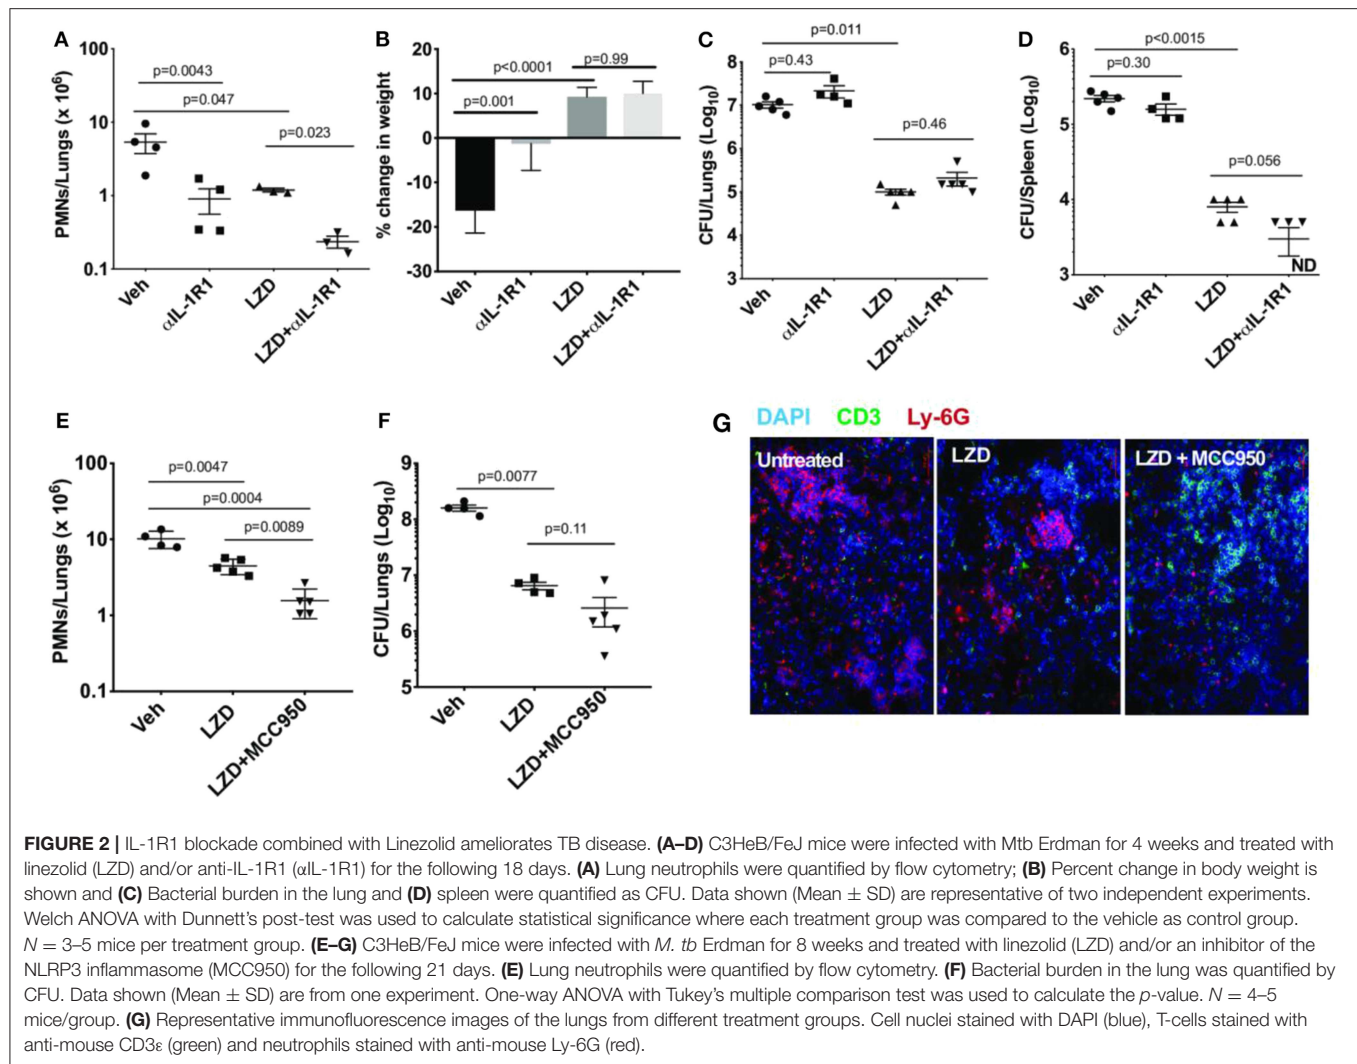 A
100
10
1
0.1
PMNs/Lungs (x 10⁶)
p=0.0043
p=0.047
p=0.023
Veh
αIL-1R1
LZD
LZD+αIL-1R1
B
20
10
0
-10
-20
-30
% change in weight
p=0.99
p<0.0001
p=0.001
Veh
αIL-1R1
LZD
LZD+αIL-1R1
C
8
7
6
5
4
3
CFU/Lungs (Log₁₀)
p=0.011
p=0.43
p=0.46
Veh
αIL-1R1
LZD
LZD+αIL-1R1
D
6
5
4
3
CFU/Spleen (Log₁₀)
p<0.0015
p=0.30
p=0.056
ND
Veh
αIL-1R1
LZD
LZD+αIL-1R1
E
100
10
1
0.1
PMNs/Lungs (x 10⁶)
p=0.0047
p=0.0004
p=0.0089
Veh
LZD
LZD+MCC950
F
9
8
7
6
5
CFU/Lungs (Log₁₀)
p=0.0077
p=0.11
Veh
LZD
LZD+MCC950
G
DAPI CD3 Ly-6G
Untreated
LZD
LZD + MCC950
FIGURE 2 | IL-1R1 blockade combined with Linezolid ameliorates TB disease. (A–D) C3HeB/FeJ mice were infected with Mtb Erdman for 4 weeks and treated with
linezolid (LZD) and/or anti-IL-1R1 (αIL-1R1) for the following 18 days. (A) Lung neutrophils were quantified by flow cytometry; (B) Percent change in body weight is
shown and (C) Bacterial burden in the lung and (D) spleen were quantified as CFU. Data shown (Mean ± SD) are representative of two independent experiments.
Welch ANOVA with Dunnett's post-test was used to calculate statistical significance where each treatment group was compared to the vehicle as control group.
N = 3–5 mice per treatment group. (E–G) C3HeB/FeJ mice were infected with M. tb Erdman for 8 weeks and treated with linezolid (LZD) and/or an inhibitor of the
NLRP3 inflammasome (MCC950) for the following 21 days. (E) Lung neutrophils were quantified by flow cytometry. (F) Bacterial burden in the lung was quantified by
CFU. Data shown (Mean ± SD) are from one experiment. One-way ANOVA with Tukey's multiple comparison test was used to calculate the p-value. N = 4–5
mice/group. (G) Representative immunofluorescence images of the lungs from different treatment groups. Cell nuclei stained with DAPI (blue), T-cells stained with
anti-mouse CD3ε (green) and neutrophils stained with anti-mouse Ly-6G (red).